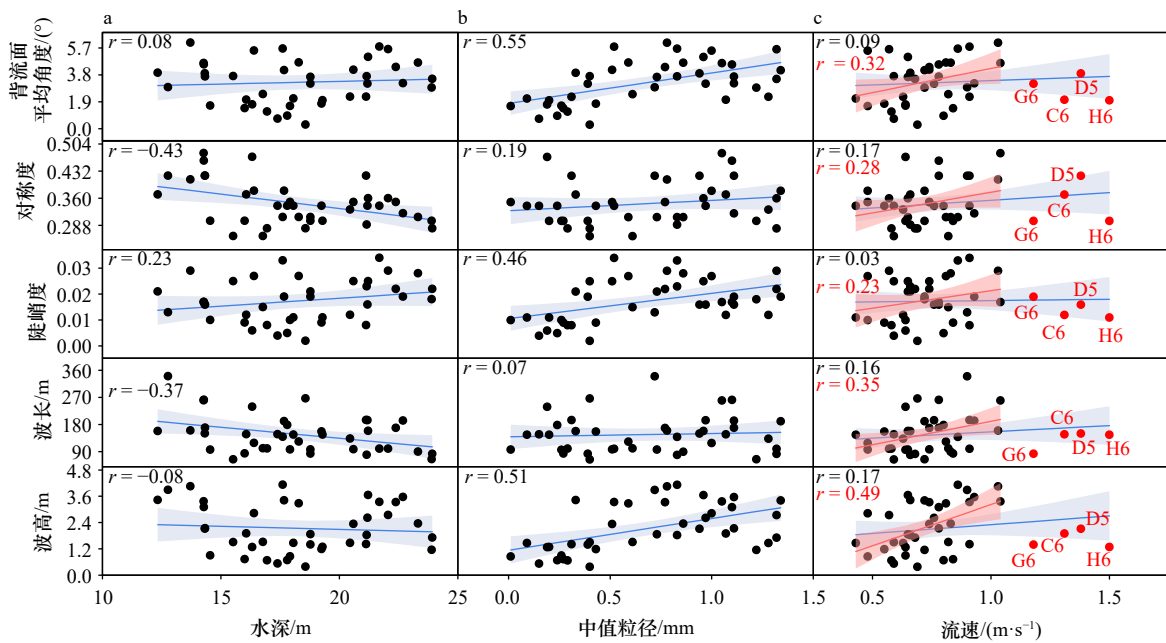 a
b
c
背流面
平均角度/(°)
5.7
3.8
1.9
0.0
r = 0.08
r = 0.55
r = 0.09
r = 0.32
G6
C6
D5
H6
对称度
0.504
0.432
0.360
0.288
r = −0.43
r = 0.19
r = 0.17
r = 0.28
D5
C6
G6
H6
陡峭度
0.03
0.02
0.01
0.00
r = 0.23
r = 0.46
r = 0.03
r = 0.23
D5
G6
C6
H6
波长/m
360
270
180
90
r = −0.37
r = 0.07
r = 0.16
r = 0.35
C6
G6
D5
H6
波高/m
4.8
3.6
2.4
1.2
0.0
r = −0.08
r = 0.51
r = 0.17
r = 0.49
D5
C6
G6
H6
10 15 20 25
0.0 0.5 1.0 1.5
0.5 1.0 1.5
水深/m
中值粒径/mm
流速/(m·s⁻¹)